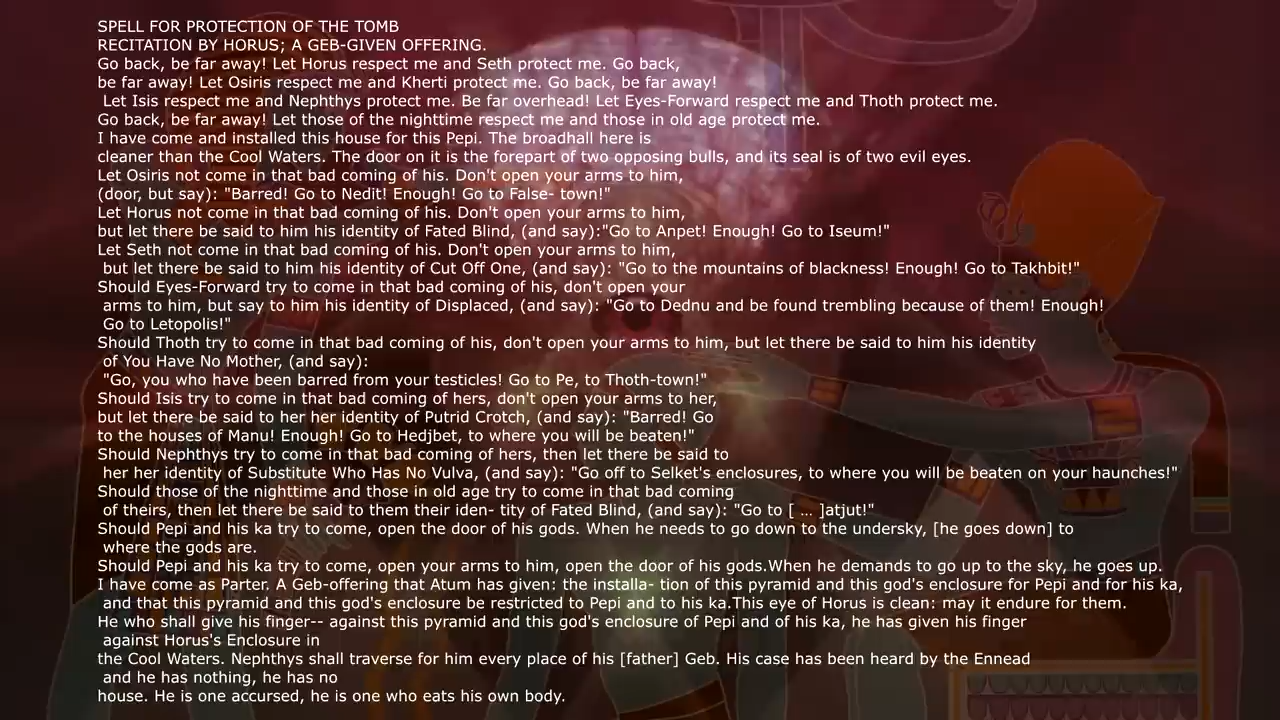 SPELL FOR PROTECTION OF THE TOMB
RECITATION BY HORUS; A GEB-GIVEN OFFERING.
Go back, be far away! Let Horus respect me and Seth protect me. Go back,
be far away! Let Osiris respect me and Kherti protect me. Go back, be far away!
Let Isis respect me and Nephthys protect me. Be far overhead! Let Eyes-Forward respect me and Thoth protect me.
Go back, be far away! Let those of the nighttime respect me and those in old age protect me.
I have come and installed this house for this Pepi. The broadhall here is
cleaner than the Cool Waters. The door on it is the forepart of two opposing bulls, and its seal is of two evil eyes.
Let Osiris not come in that bad coming of his. Don't open your arms to him,
(door, but say): "Barred! Go to Nedit! Enough! Go to False- town!"
Let Horus not come in that bad coming of his. Don't open your arms to him,
but let there be said to him his identity of Fated Blind, (and say):"Go to Anpet! Enough! Go to Iseum!"
Let Seth not come in that bad coming of his. Don't open your arms to him,
but let there be said to him his identity of Cut Off One, (and say): "Go to the mountains of blackness! Enough! Go to Takhbit!"
Should Eyes-Forward try to come in that bad coming of his, don't open your
arms to him, but say to him his identity of Displaced, (and say): "Go to Dednu and be found trembling because of them! Enough!
Go to Letopolis!"
Should Thoth try to come in that bad coming of his, don't open your arms to him, but let there be said to him his identity
of You Have No Mother, (and say):
"Go, you who have been barred from your testicles! Go to Pe, to Thoth-town!"
Should Isis try to come in that bad coming of hers, don't open your arms to her,
but let there be said to her her identity of Putrid Crotch, (and say): "Barred! Go
to the houses of Manu! Enough! Go to Hedjbet, to where you will be beaten!"
Should Nephthys try to come in that bad coming of hers, then let there be said to
her her identity of Substitute Who Has No Vulva, (and say): "Go off to Selket's enclosures, to where you will be beaten on your haunches!"
Should those of the nighttime and those in old age try to come in that bad coming
of theirs, then let there be said to them their iden- tity of Fated Blind, (and say): "Go to [ ... ]atjut!"
Should Pepi and his ka try to come, open the door of his gods. When he needs to go down to the undersky, [he goes down] to
where the gods are.
Should Pepi and his ka try to come, open your arms to him, open the door of his gods.When he demands to go up to the sky, he goes up.
I have come as Parter. A Geb-offering that Atum has given: the installa- tion of this pyramid and this god's enclosure for Pepi and for his ka,
and that this pyramid and this god's enclosure be restricted to Pepi and to his ka.This eye of Horus is clean: may it endure for them.
He who shall give his finger-- against this pyramid and this god's enclosure of Pepi and of his ka, he has given his finger
against Horus's Enclosure in
the Cool Waters. Nephthys shall traverse for him every place of his [father] Geb. His case has been heard by the Ennead
and he has nothing, he has no
house. He is one accursed, he is one who eats his own body.